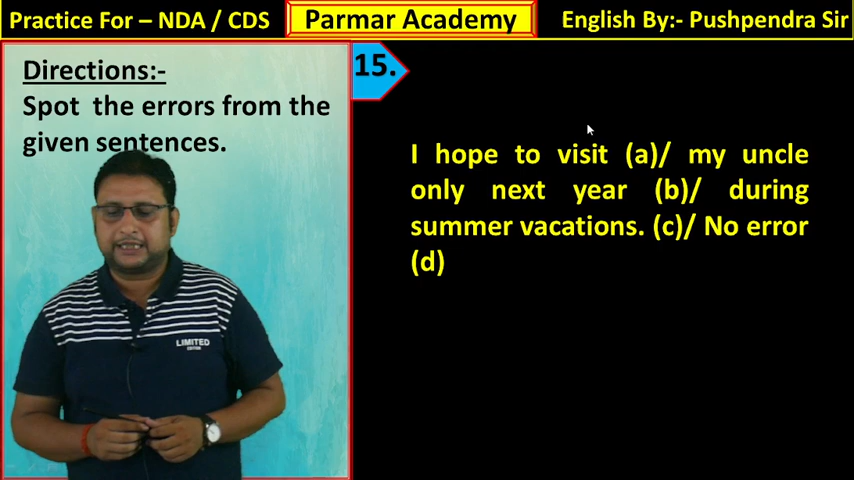 Practice For – NDA / CDS
Parmar Academy
English By:- Pushpendra Sir
Directions:-
Spot the errors from the
given sentences.
15.
I hope to visit (a)/ my uncle
only next year (b)/ during
summer vacations. (c)/ No error
(d)
LIMITED
EDITION